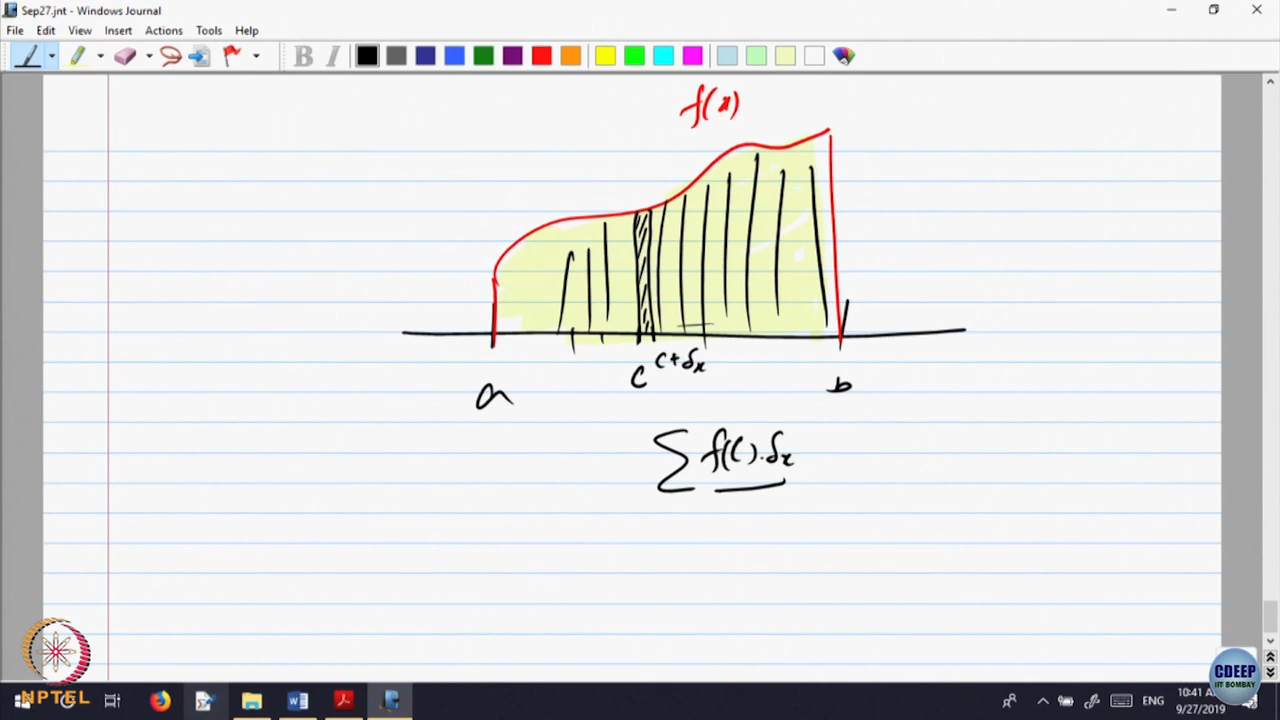 Sep27.jnt - Windows Journal
File Edit View Insert Actions Tools Help
B I
f(x)
c c+δx
a b
∑ f(c).δx
NPTEL
CDEEP
IIT BOMBAY
ENG
10:41 A
9/27/2019